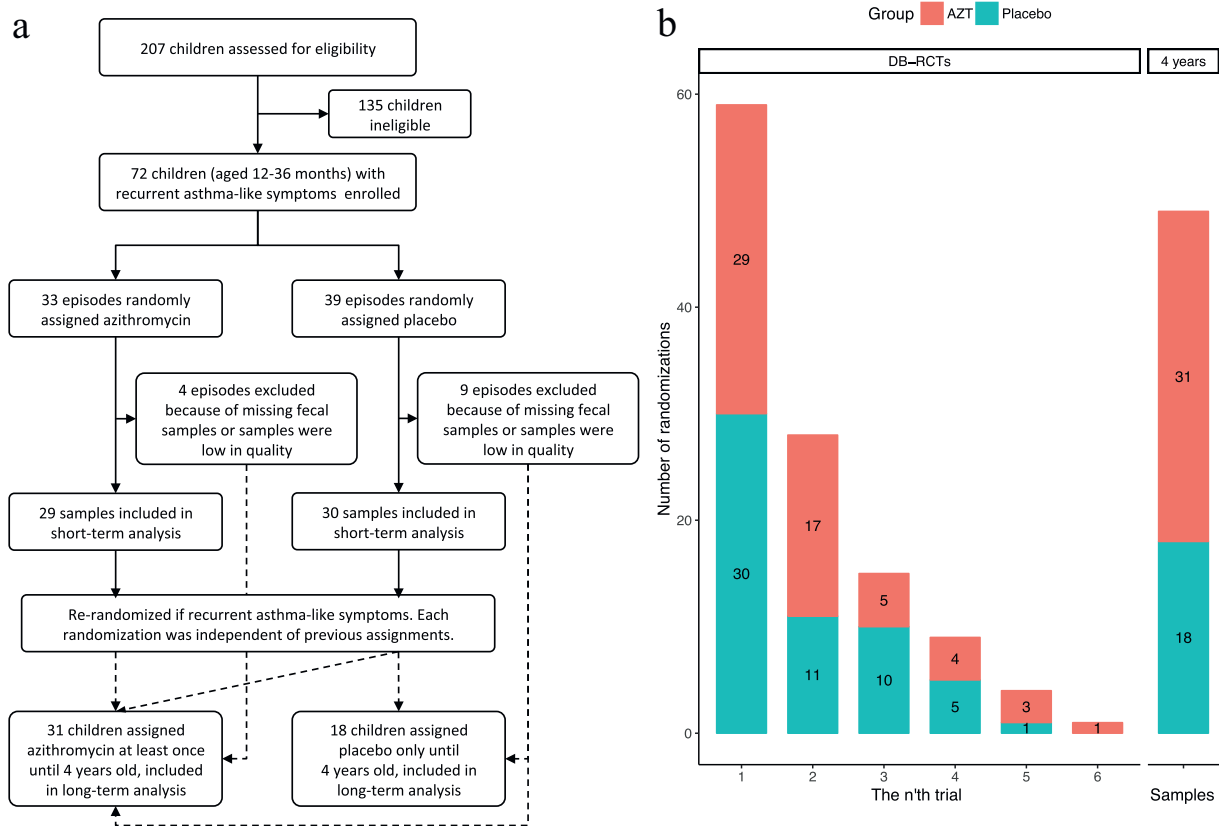 a
207 children assessed for eligibility
135 children
ineligible
72 children (aged 12-36 months) with
recurrent asthma-like symptoms enrolled
33 episodes randomly
assigned azithromycin
39 episodes randomly
assigned placebo
4 episodes excluded
because of missing fecal
samples or samples were
low in quality
9 episodes excluded
because of missing fecal
samples or samples were
low in quality
29 samples included in
short-term analysis
30 samples included in
short-term analysis
Re-randomized if recurrent asthma-like symptoms. Each
randomization was independent of previous assignments.
31 children assigned
azithromycin at least once
until 4 years old, included
in long-term analysis
18 children assigned
placebo only until
4 years old, included in
long-term analysis
b
Group AZT Placebo
DB–RCTs
4 years
Number of randomizations
60
40
20
0
29
30
17
11
5
10
4
5
3
1
1
31
18
1 2 3 4 5 6
The n'th trial
Samples